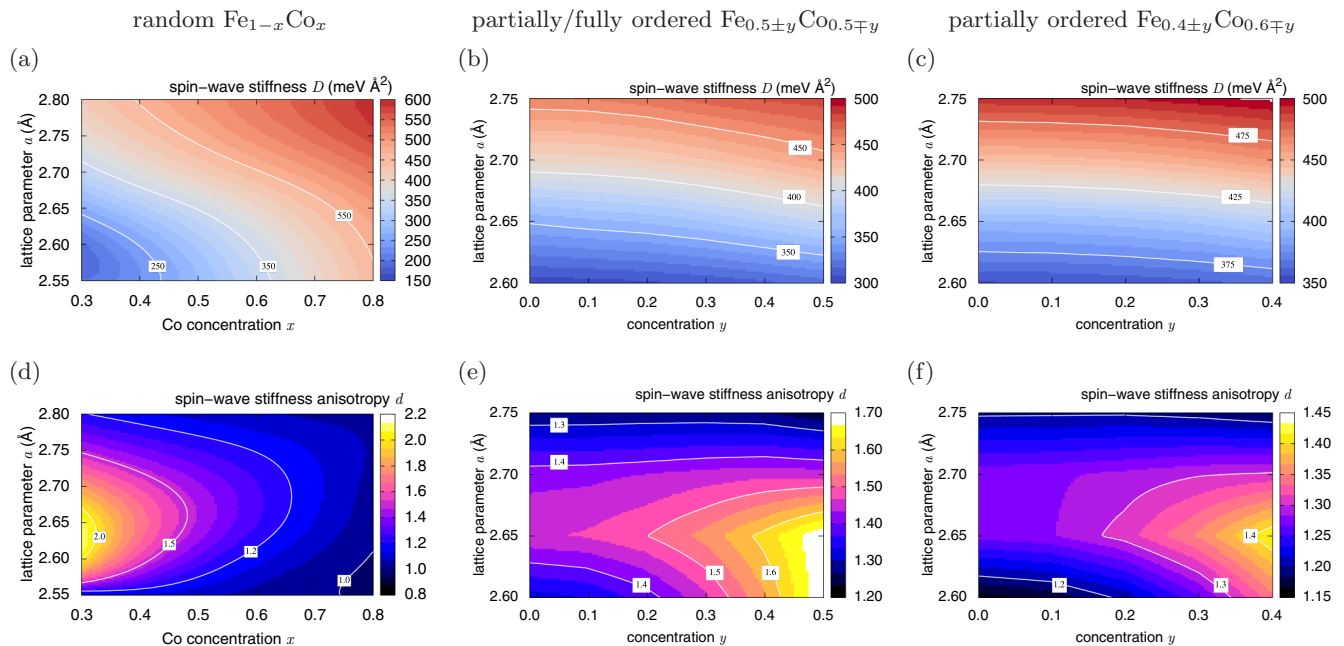 random Fe₁₋ₓCoₓ
partially/fully ordered Fe₀.₅±yCo₀.₅∓y
partially ordered Fe₀.₄±yCo₀.₆∓y
(a)
spin−wave stiffness D (meV Å²)
lattice parameter a (Å)
2.80
2.75
2.70
2.65
2.60
2.55
250
350
550
600
550
500
450
400
350
300
250
200
150
0.3 0.4 0.5 0.6 0.7 0.8
Co concentration x
(b)
spin−wave stiffness D (meV Å²)
lattice parameter a (Å)
2.75
2.70
2.65
2.60
450
400
350
500
450
400
350
300
0.0 0.1 0.2 0.3 0.4 0.5
concentration y
(c)
spin−wave stiffness D (meV Å²)
lattice parameter a (Å)
2.75
2.70
2.65
2.60
475
425
375
500
450
400
350
0.0 0.1 0.2 0.3 0.4
concentration y
(d)
spin−wave stiffness anisotropy d
lattice parameter a (Å)
2.80
2.75
2.70
2.65
2.60
2.55
2.0
1.5
1.2
1.0
2.2
2.0
1.8
1.6
1.4
1.2
1.0
0.8
0.3 0.4 0.5 0.6 0.7 0.8
Co concentration x
(e)
spin−wave stiffness anisotropy d
lattice parameter a (Å)
2.75
2.70
2.65
2.60
1.3
1.4
1.4
1.5
1.6
1.70
1.60
1.50
1.40
1.30
1.20
0.0 0.1 0.2 0.3 0.4 0.5
concentration y
(f)
spin−wave stiffness anisotropy d
lattice parameter a (Å)
2.75
2.70
2.65
2.60
1.2
1.3
1.4
1.45
1.40
1.35
1.30
1.25
1.20
1.15
0.0 0.1 0.2 0.3 0.4
concentration y